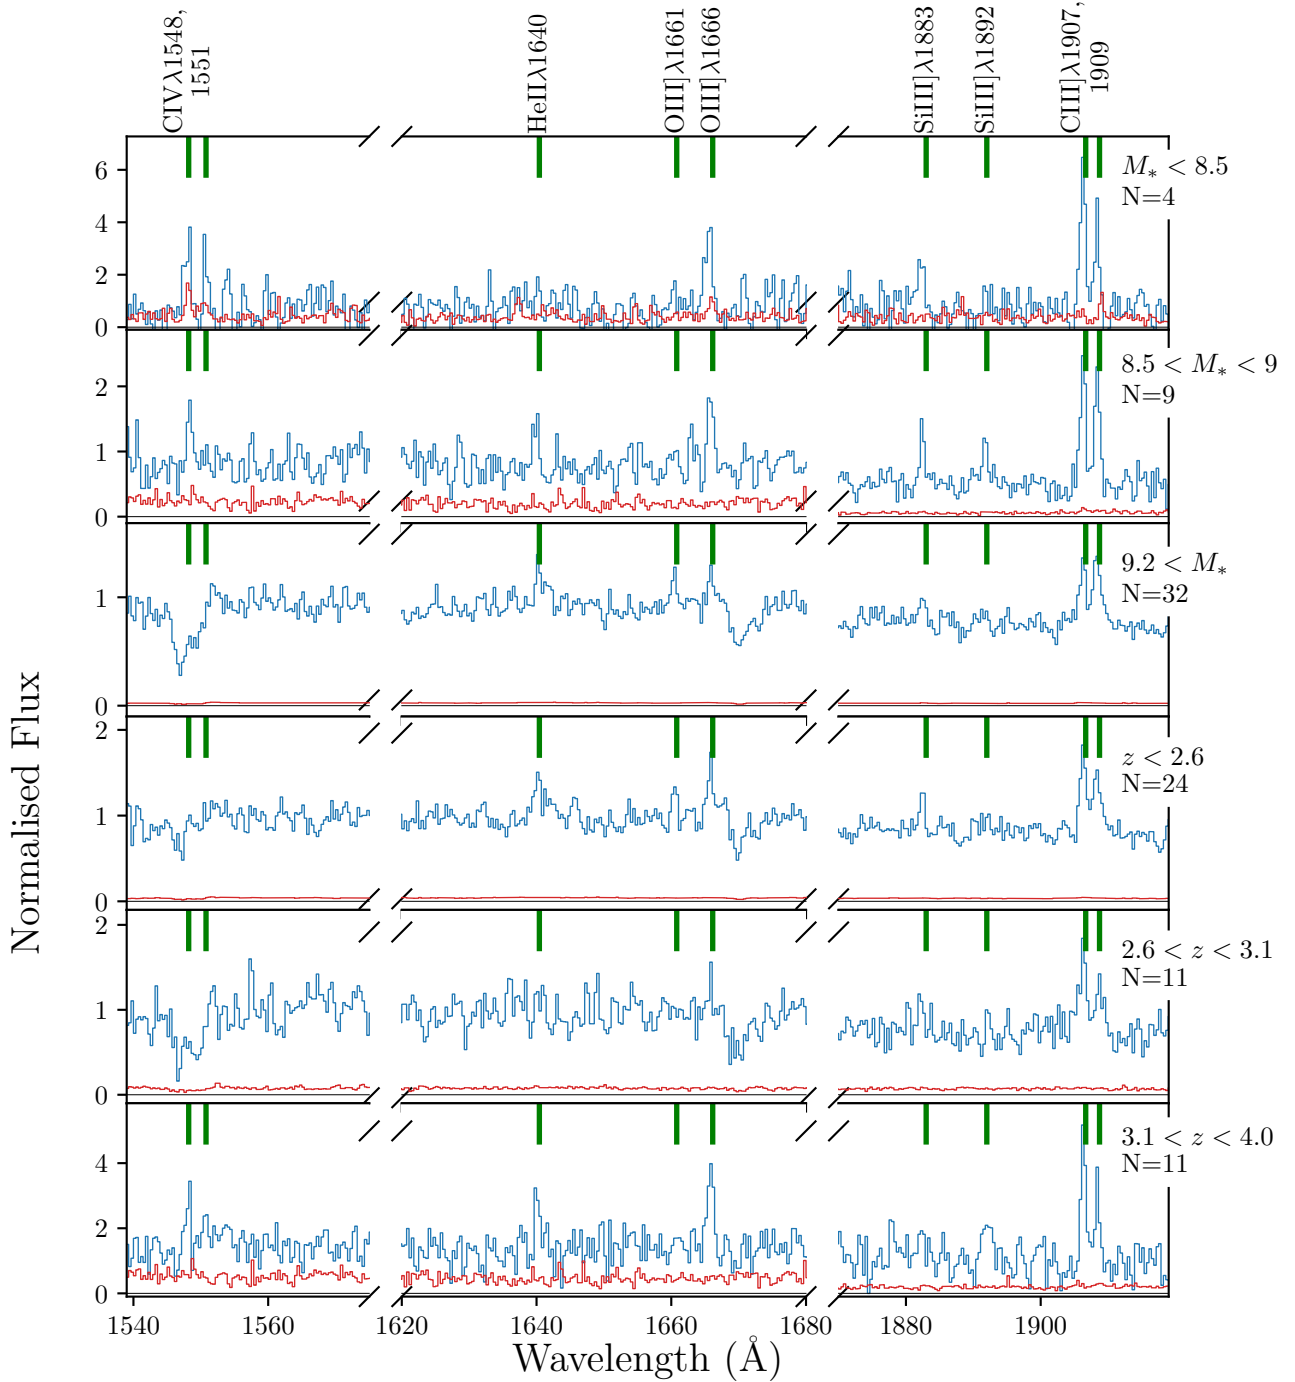 CIVλ1548,
1551
HeIIλ1640
OIII]λ1661
OIII]λ1666
SiIII]λ1883
SiIII]λ1892
CIII]λ1907,
1909
6
4
2
0
M* < 8.5
N=4
2
1
0
8.5 < M* < 9
N=9
1
0
9.2 < M*
N=32
2
1
0
z < 2.6
N=24
2
1
0
2.6 < z < 3.1
N=11
4
2
0
3.1 < z < 4.0
N=11
1540 1560 1620 1640 1660 1680 1880 1900
Wavelength (Å)
Normalised Flux